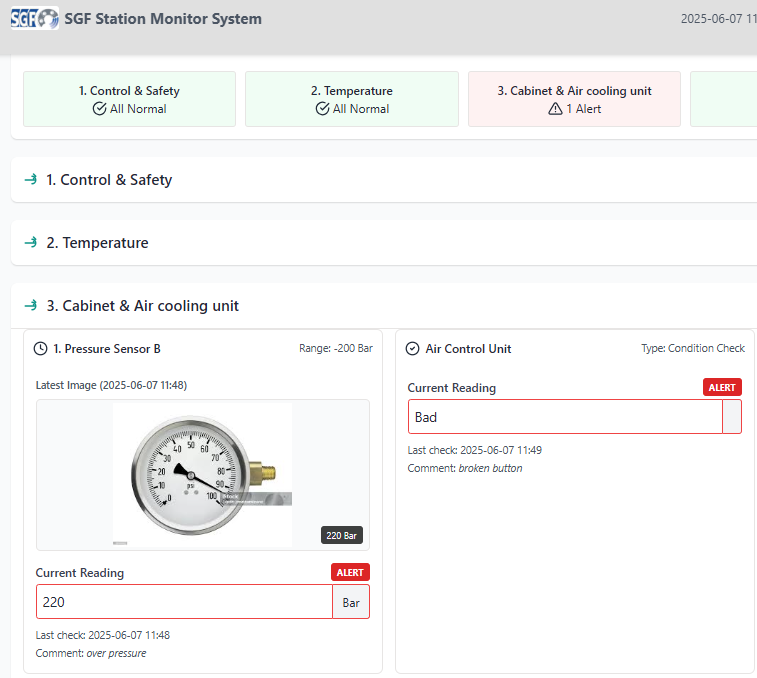 SGF SGF Station Monitor System
2025-06-07 11
1. Control & Safety
All Normal
2. Temperature
All Normal
3. Cabinet & Air cooling unit
1 Alert
1. Control & Safety
2. Temperature
3. Cabinet & Air cooling unit
1. Pressure Sensor B
Range: -200 Bar
Latest Image (2025-06-07 11:48)
0
10
20
30
40
50
60
70
80
90
100
psi
220 Bar
Current Reading
ALERT
220
Bar
Last check: 2025-06-07 11:48
Comment: over pressure
Air Control Unit
Type: Condition Check
Current Reading
ALERT
Bad
Last check: 2025-06-07 11:49
Comment: broken button